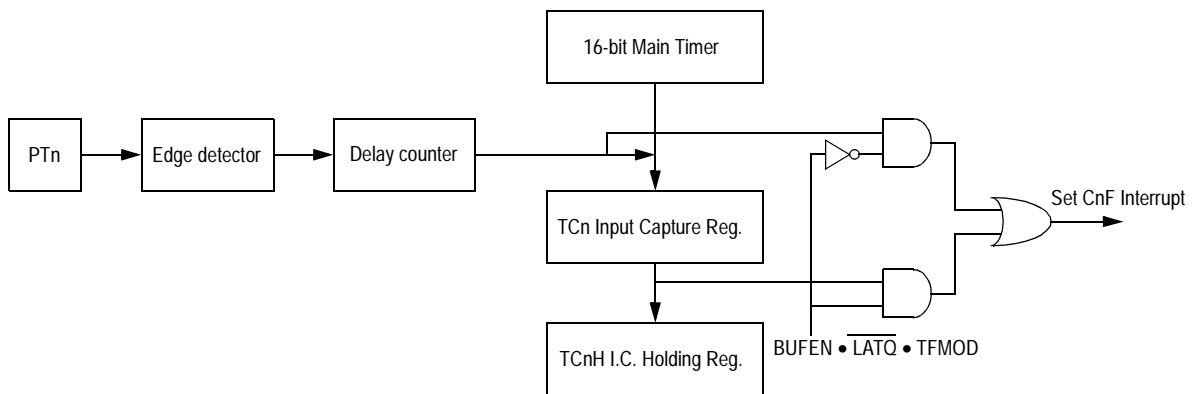 16-bit Main Timer
PTn
Edge detector
Delay counter
TCn Input Capture Reg.
Set CnF Interrupt
TCnH I.C. Holding Reg.
BUFEN • L̅A̅T̅Q̅ • TFMOD